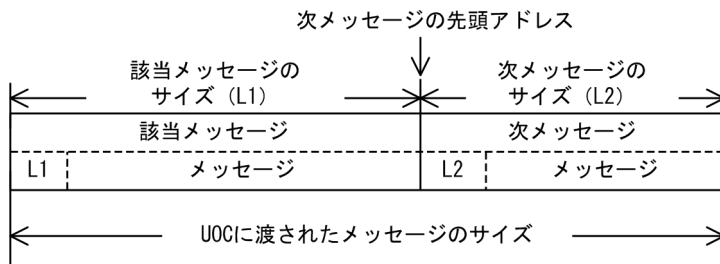 次メッセージの先頭アドレス
該当メッセージの
サイズ（L1）
次メッセージの
サイズ（L2）
該当メッセージ
次メッセージ
L1
メッセージ
L2
メッセージ
UOCに渡されたメッセージのサイズ